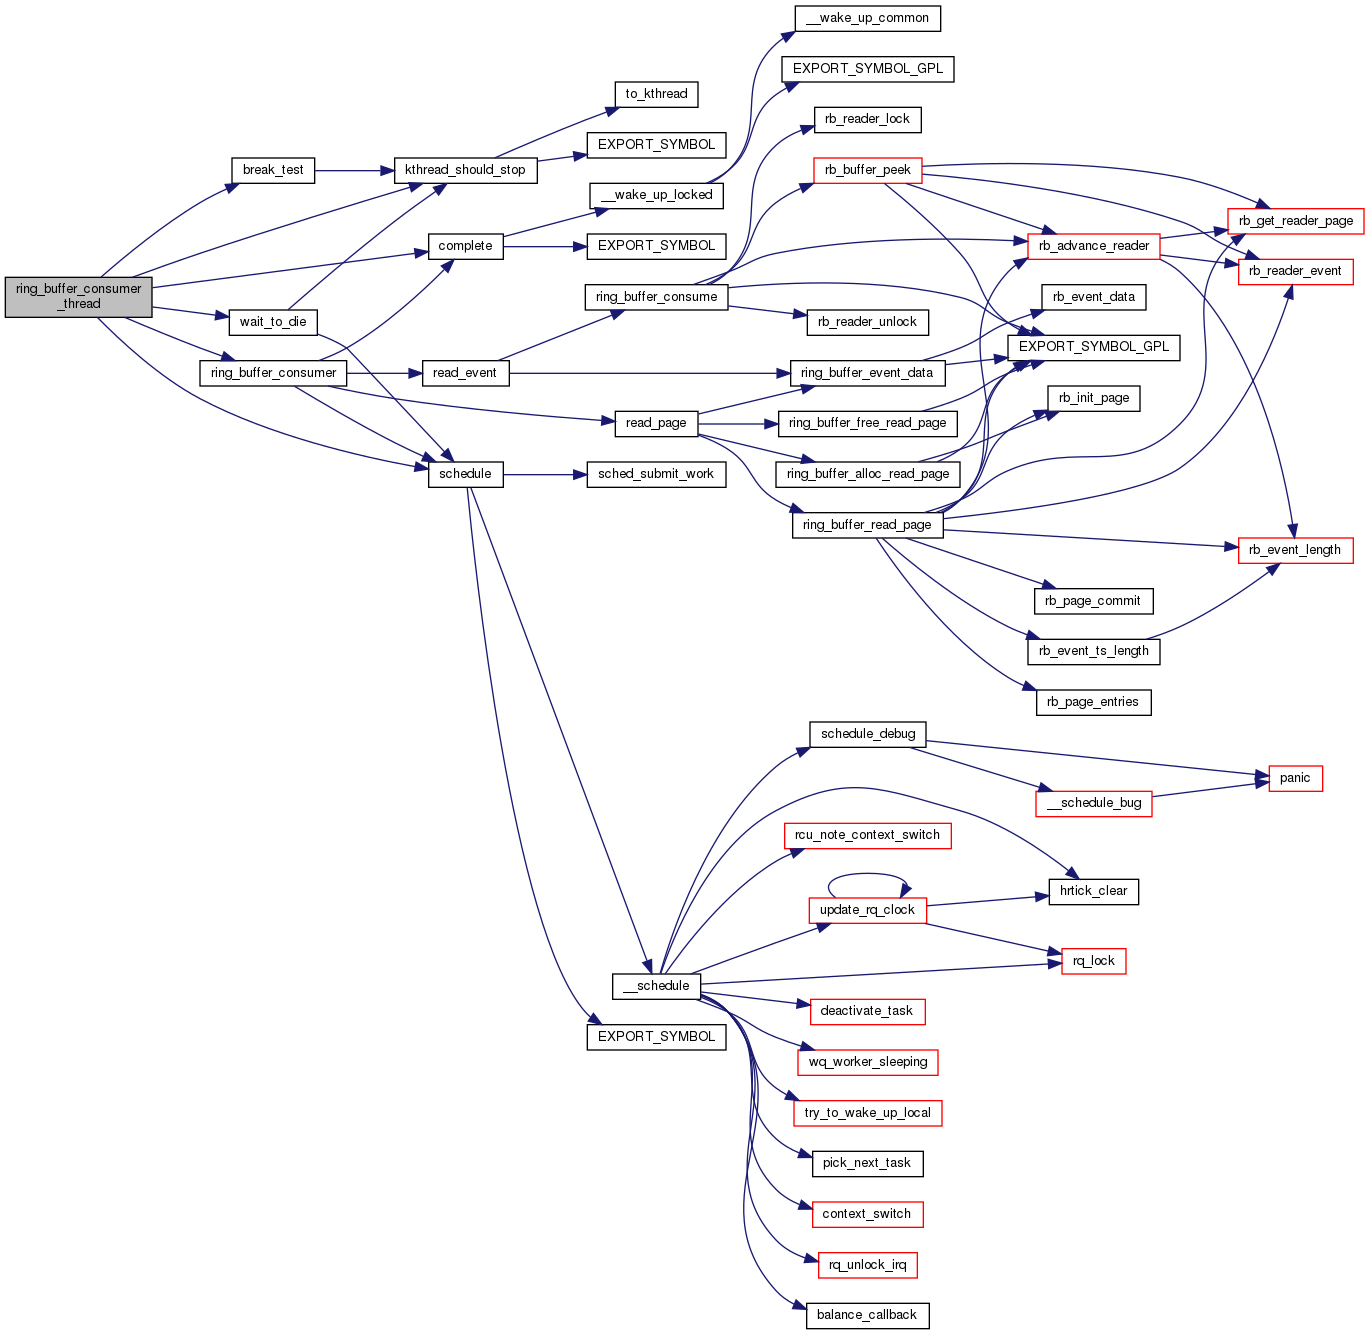 __wake_up_common
EXPORT_SYMBOL_GPL
to_kthread
rb_reader_lock
EXPORT_SYMBOL
break_test
kthread_should_stop
rb_buffer_peek
__wake_up_locked
rb_get_reader_page
complete
EXPORT_SYMBOL
rb_advance_reader
rb_reader_event
ring_buffer_consumer
_thread
ring_buffer_consume
rb_event_data
wait_to_die
rb_reader_unlock
EXPORT_SYMBOL_GPL
ring_buffer_consumer
read_event
ring_buffer_event_data
rb_init_page
read_page
ring_buffer_free_read_page
schedule
sched_submit_work
ring_buffer_alloc_read_page
ring_buffer_read_page
rb_event_length
rb_page_commit
rb_event_ts_length
rb_page_entries
schedule_debug
panic
__schedule_bug
rcu_note_context_switch
hrtick_clear
update_rq_clock
rq_lock
__schedule
deactivate_task
EXPORT_SYMBOL
wq_worker_sleeping
try_to_wake_up_local
pick_next_task
context_switch
rq_unlock_irq
balance_callback